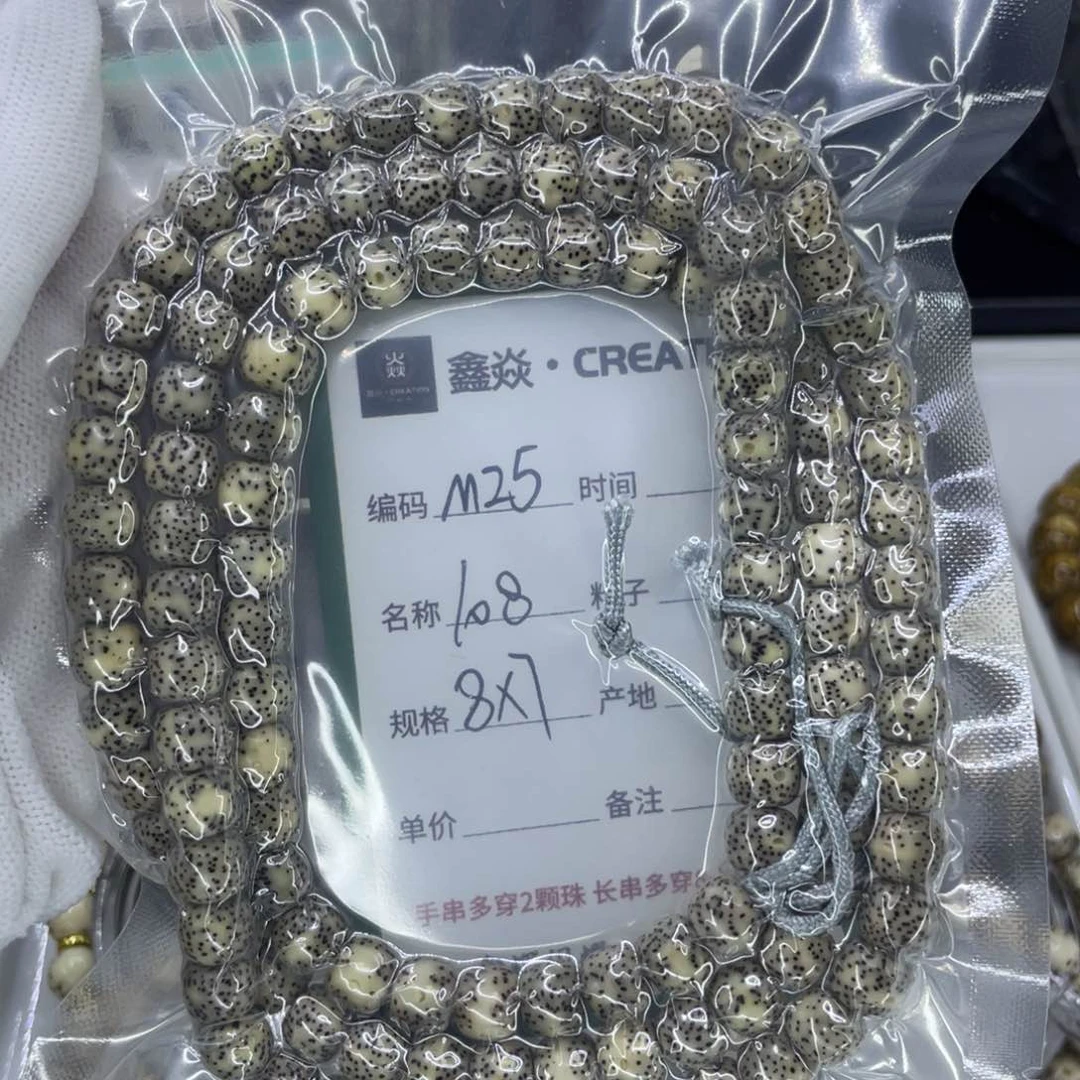 鑫焱·CREAT
编码 M25 时间
名称 108 籽子
规格 8X7 产地
单价 备注
手串多穿2颗珠 长串多穿